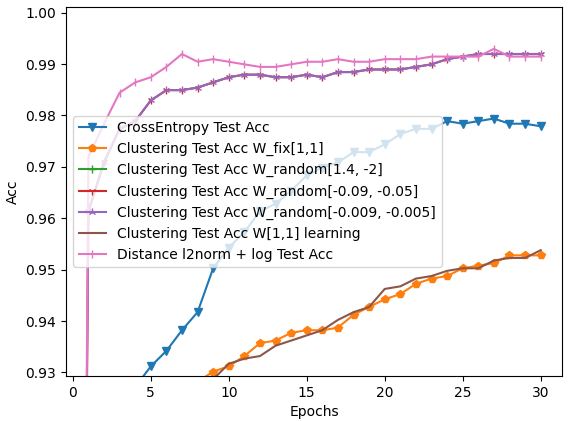 1.00
0.99
0.98
0.97
0.96
0.95
0.94
0.93
Acc
CrossEntropy Test Acc
Clustering Test Acc W_fix[1,1]
Clustering Test Acc W_random[1.4, -2]
Clustering Test Acc W_random[-0.09, -0.05]
Clustering Test Acc W_random[-0.009, -0.005]
Clustering Test Acc W[1,1] learning
Distance l2norm + log Test Acc
0 5 10 15 20 25 30
Epochs